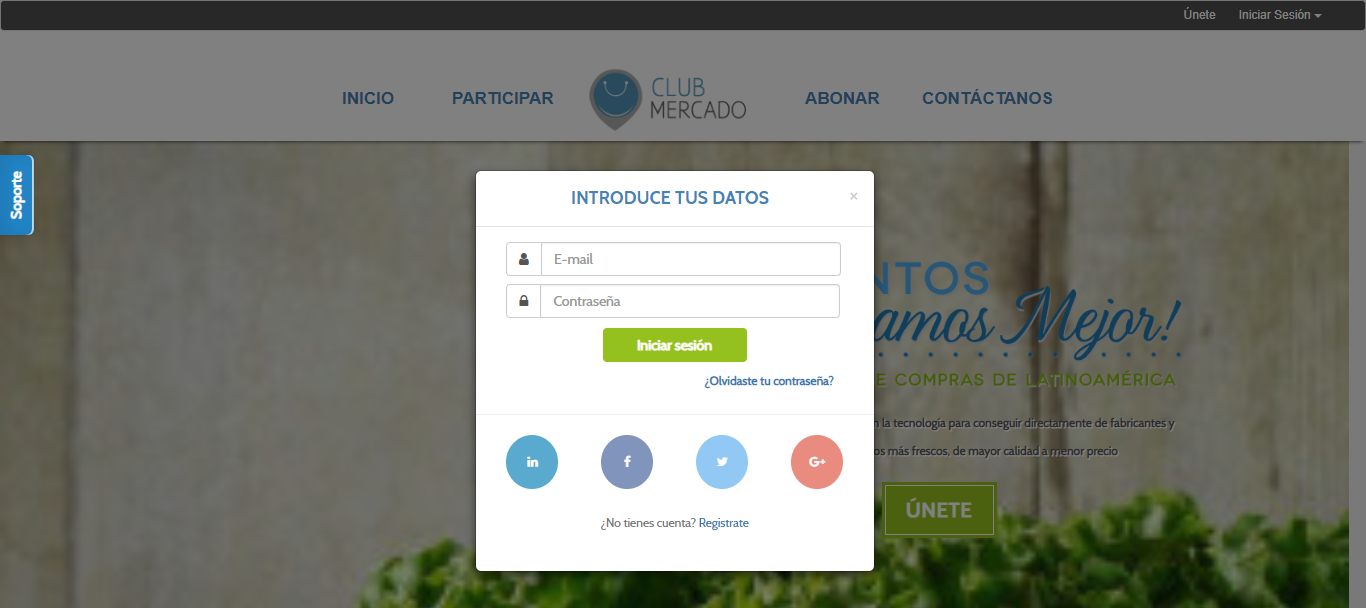 Únete Iniciar Sesión
INICIO PARTICIPAR CLUB MERCADO ABONAR CONTÁCTANOS
Soporte
INTRODUCE TUS DATOS ×
E-mail
Contraseña
Iniciar sesión
¿Olvidaste tu contraseña?
in f G+
¿No tienes cuenta? Registrate
NTOS
amos Mejor!
E COMPRAS DE LATINOAMÉRICA
la tecnología para conseguir directamente de fabricantes y
os más frescos, de mayor calidad a menor precio
ÚNETE